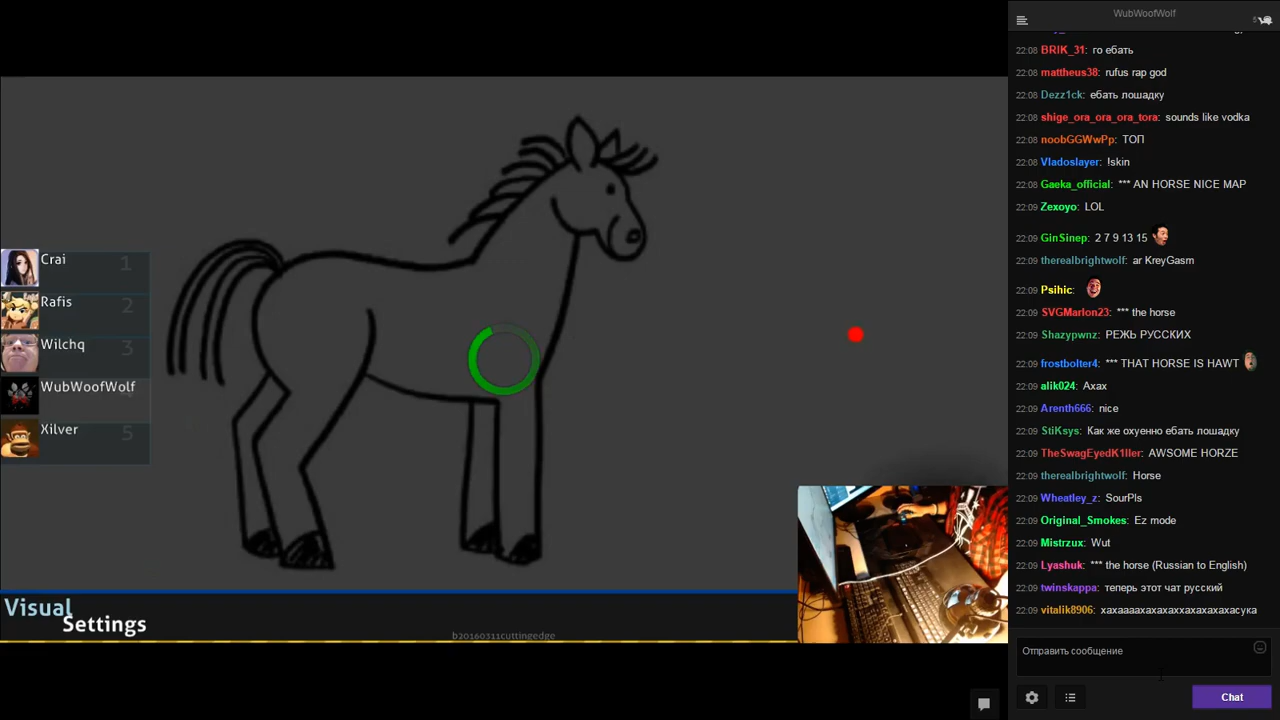 Crai 1
Rafis 2
Wilchq 3
WubWoofWolf 4
Xilver 5
Visual
Settings
b20160311cuttingedge
WubWoofWolf
22:08 BRIK_31: го ебать
22:08 mattheus38: rufus rap god
22:08 Dezz1ck: ебать лошадку
22:08 shige_ora_ora_ora_tora: sounds like vodka
22:08 noobGGWwPp: ТОП
22:08 Vladoslayer: !skin
22:08 Gaeka_official: *** AN HORSE NICE MAP
22:09 Zexoyo: LOL
22:09 GinSinep: 2 7 9 13 15
22:09 therealbrightwolf: ar KreyGasm
22:09 Psihic:
22:09 SVGMarlon23: *** the horse
22:09 Shazypwnz: РЕЖЬ РУССКИХ
22:09 frostbolter4: *** THAT HORSE IS HAWT
22:09 alik024: Axax
22:09 Arenth666: nice
22:09 StiKsys: Как же охуенно ебать лошадку
22:09 TheSwagEyedK1ller: AWSOME HORZE
22:09 therealbrightwolf: Horse
22:09 Wheatley_z: SourPls
22:09 Original_Smokes: Ez mode
22:09 Mistrzux: Wut
22:09 Lyashuk: *** the horse (Russian to English)
22:09 twinskappa: теперь этот чат русский
22:09 vitalik8906: хахаааахахахаххахахахахасука
Отправить сообщение
Chat